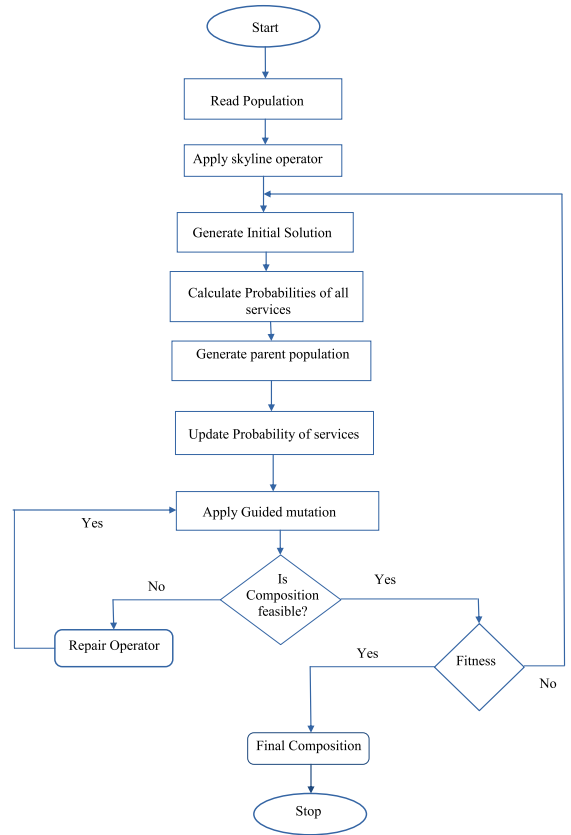 Start
Read Population
Apply skyline operator
Generate Initial Solution
Calculate Probabilities of all
services
Generate parent population
Update Probability of services
Apply Guided mutation
Yes
Is
Composition
feasible?
No
Yes
Repair Operator
Fitness
Yes
No
Final Composition
Stop